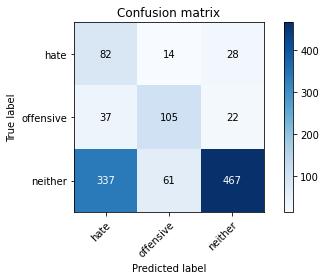 Confusion matrix
True label
hate 82 14 28
offensive 37 105 22
neither 337 61 467
hate offensive neither
Predicted label
400
300
200
100